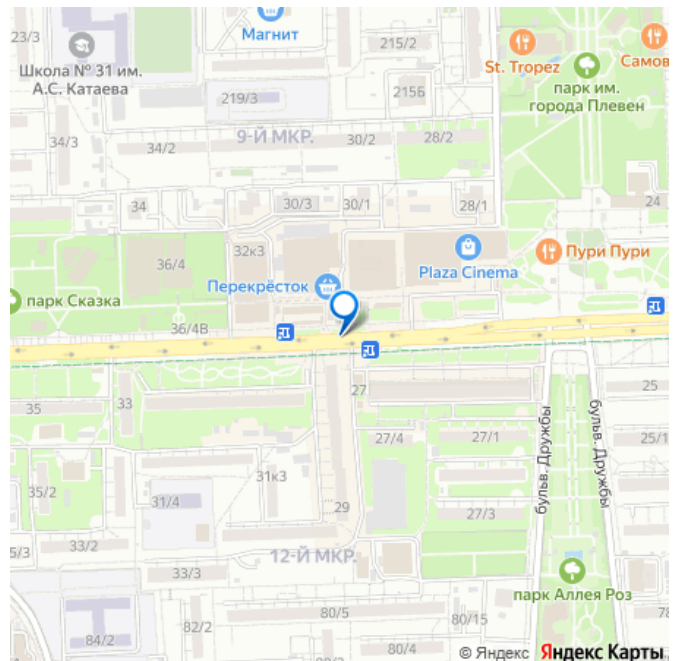 23/3
Магнит
215/2
St. Tropez
Самов
Школа № 31 им.
А.С. Катаева
парк им.
города Плевен
219/3
215б
34/3
9-Й МКР.
34/2
30/2
28/2
34
30/3
30/1
28/1
24
32к3
36/4
Пури Пури
Перекрёсток
Plaza Cinema
парк Сказка
36/4В
35
33
27
25
27/4
27/1
25/1
бульв. Дружбы
бульв. Дружбы
35/2
31к3
31/4
29
27/3
5/3
33/2
12-Й МКР.
33/3
парк Аллея Роз
80/5
80/15
78
82/2
84/2
80/4
© Яндекс Яндекс Карты